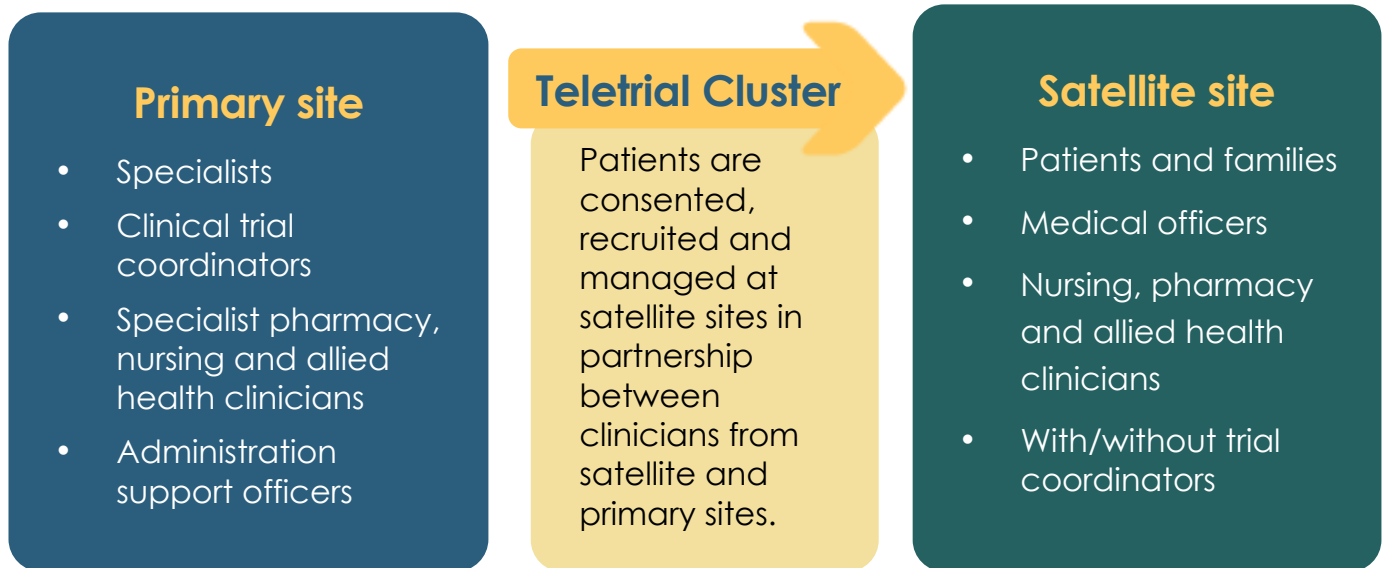 Primary site
• Specialists
• Clinical trial
coordinators
• Specialist pharmacy,
nursing and allied
health clinicians
• Administration
support officers
Teletrial Cluster
Patients are
consented,
recruited and
managed at
satellite sites in
partnership
between
clinicians from
satellite and
primary sites.
Satellite site
• Patients and families
• Medical officers
• Nursing, pharmacy
and allied health
clinicians
• With/without trial
coordinators